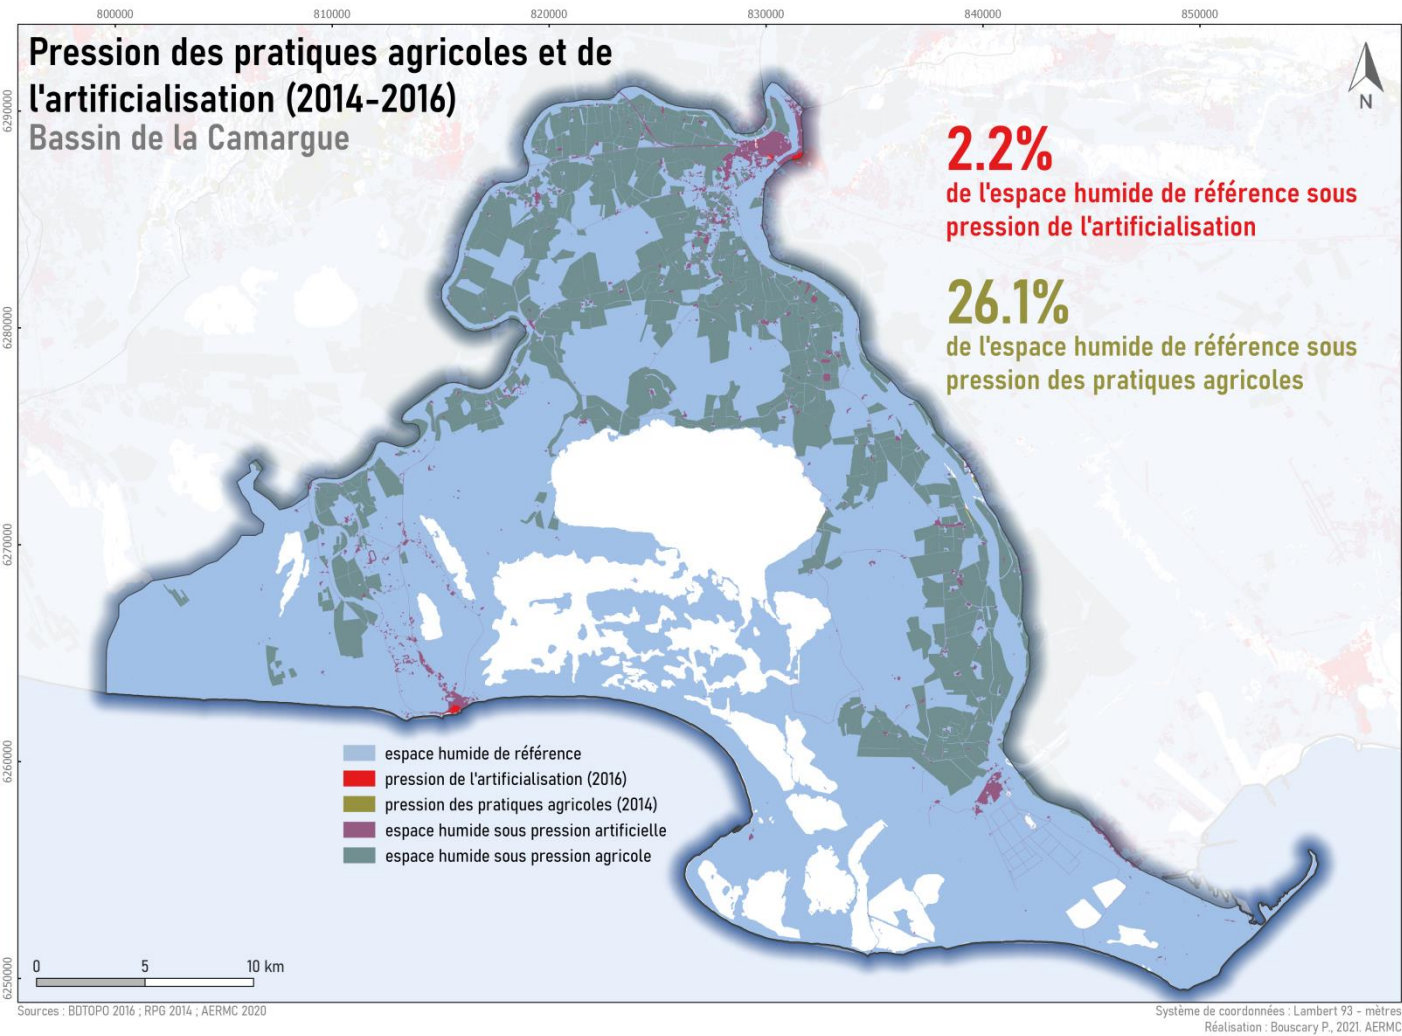 800000
810000
820000
830000
840000
850000
Pression des pratiques agricoles et de
l'artificialisation (2014-2016)
Bassin de la Camargue
N
6290000
6280000
6270000
6260000
6250000
2.2%
de l'espace humide de référence sous
pression de l'artificialisation
26.1%
de l'espace humide de référence sous
pression des pratiques agricoles
espace humide de référence
pression de l'artificialisation (2016)
pression des pratiques agricoles (2014)
espace humide sous pression artificielle
espace humide sous pression agricole
0
5
10 km
Sources : BDTOPO 2016 ; RPG 2014 ; AERMC 2020
Système de coordonnées : Lambert 93 - mètres
Réalisation : Bouscary P., 2021. AERMC